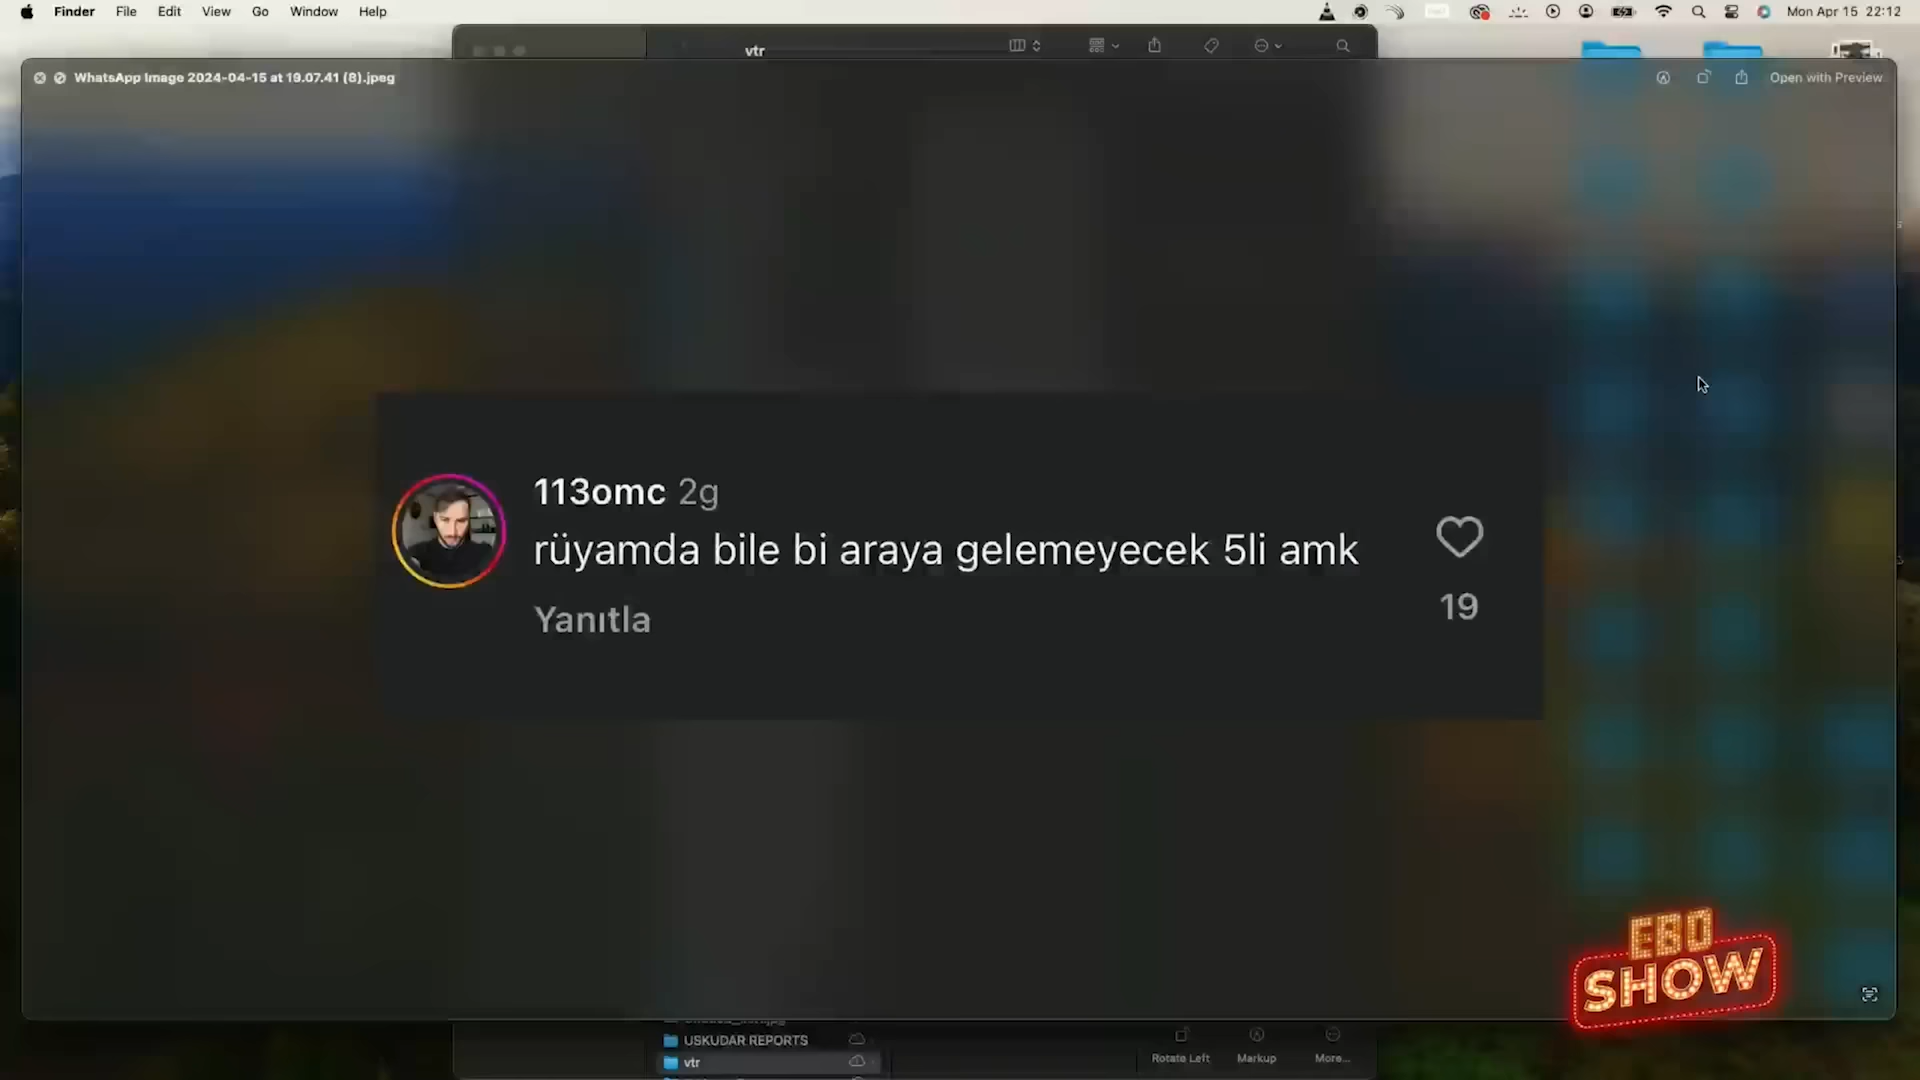 Finder File Edit View Go Window Help Mon Apr 15 22:12
vtr
WhatsApp Image 2024-04-15 at 19.07.41 (8).jpeg Open with Preview
113omc 2g
rüyamda bile bi araya gelemeyecek 5li amk
19
Yanıtla
EBO
SHOW
USKUDAR REPORTS
vtr
Rotate Left Markup More...